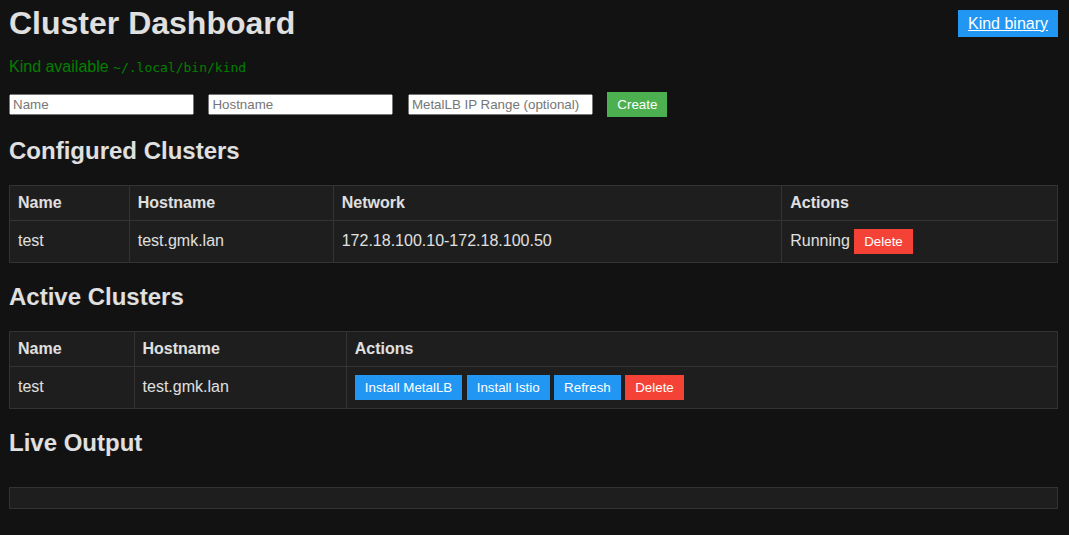 Cluster Dashboard
Kind binary
Kind available ~/.local/bin/kind
Name Hostname MetalLB IP Range (optional) Create
Configured Clusters
Name Hostname Network Actions
test test.gmk.lan 172.18.100.10-172.18.100.50 Running Delete
Active Clusters
Name Hostname Actions
test test.gmk.lan Install MetalLB Install Istio Refresh Delete
Live Output